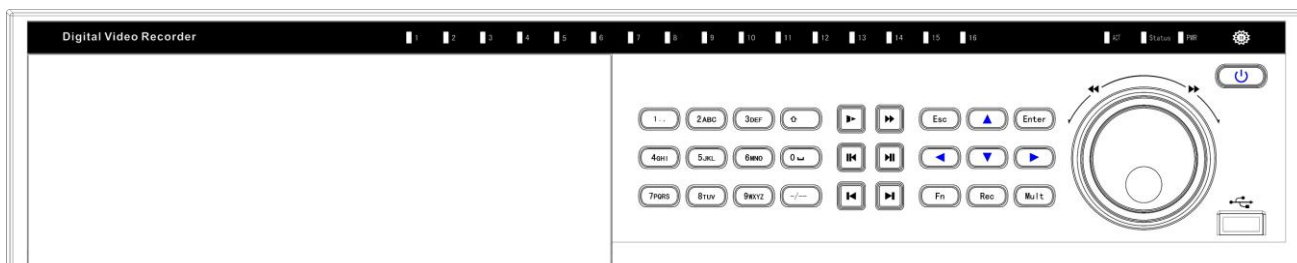 Digital Video Recorder 1 2 3 4 5 6 7 8 9 10 11 12 13 14 15 16 ACT Status PWR
1.. 2ABC 3DEF Esc Enter
4GHI 5JKL 6MNO 0
7PQRS 8TUV 9WXYZ -/-- Fn Rec Mult